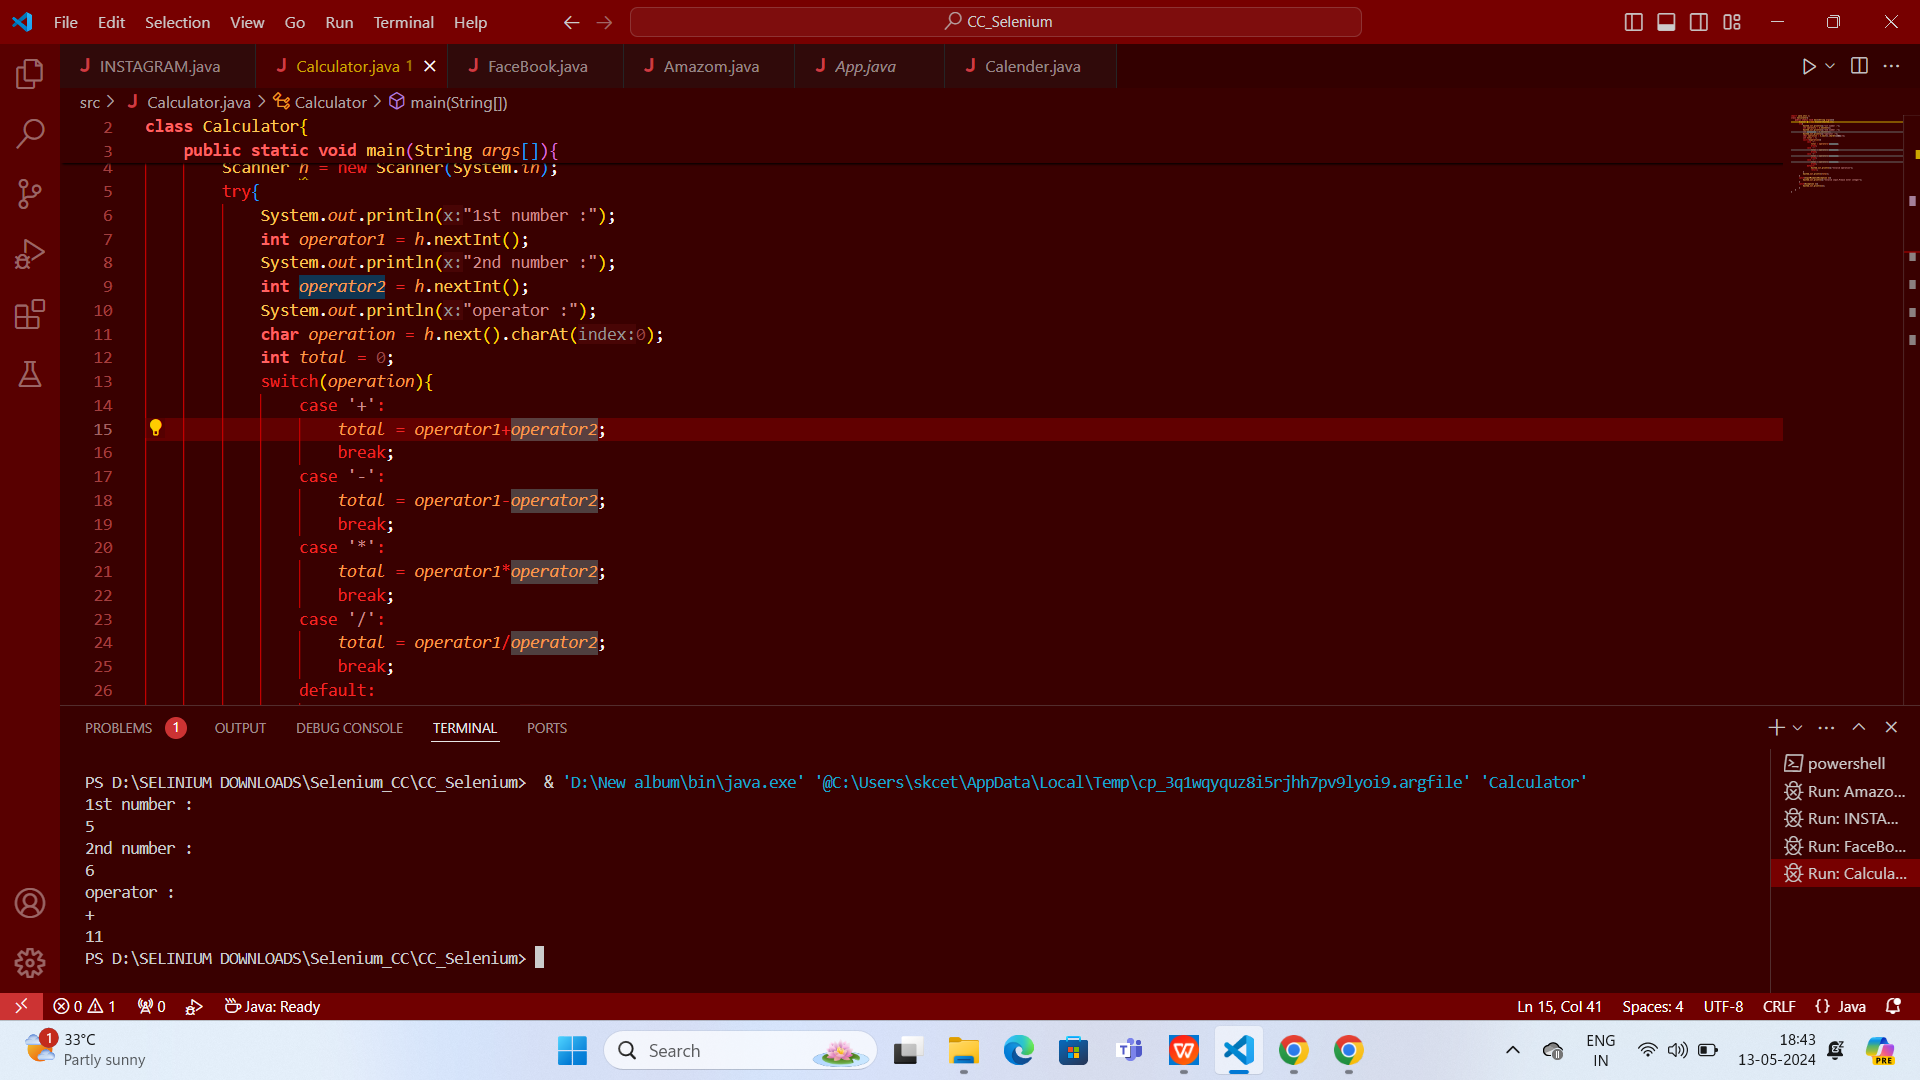 File Edit Selection View Go Run Terminal Help
CC_Selenium
INSTAGRAM.java
Calculator.java 1
FaceBook.java
Amazom.java
App.java
Calender.java
src > Calculator.java > Calculator > main(String[])
2 class Calculator{
3 public static void main(String args[]){
4 Scanner h = new Scanner(System.in);
5 try{
6 System.out.println(x:"1st number :");
7 int operator1 = h.nextInt();
8 System.out.println(x:"2nd number :");
9 int operator2 = h.nextInt();
10 System.out.println(x:"operator :");
11 char operation = h.next().charAt(index:0);
12 int total = 0;
13 switch(operation){
14 case '+':
15 total = operator1+operator2;
16 break;
17 case '-':
18 total = operator1-operator2;
19 break;
20 case '*':
21 total = operator1*operator2;
22 break;
23 case '/':
24 total = operator1/operator2;
25 break;
26 default:
PROBLEMS 1 OUTPUT DEBUG CONSOLE TERMINAL PORTS
PS D:\SELINIUM DOWNLOADS\Selenium_CC\CC_Selenium> & 'D:\New album\bin\java.exe' '@C:\Users\skcet\AppData\Local\Temp\cp_3q1wqyquz8i5rjhh7pv9lyoi9.argfile' 'Calculator'
1st number :
5
2nd number :
6
operator :
+
11
PS D:\SELINIUM DOWNLOADS\Selenium_CC\CC_Selenium>
powershell
Run: Amazo...
Run: INSTA...
Run: FaceBo...
Run: Calcula...
0 1 0 Java: Ready
Ln 15, Col 41 Spaces: 4 UTF-8 CRLF {} Java
1
33°C
Partly sunny
Search
ENG
IN
18:43
13-05-2024
PRE